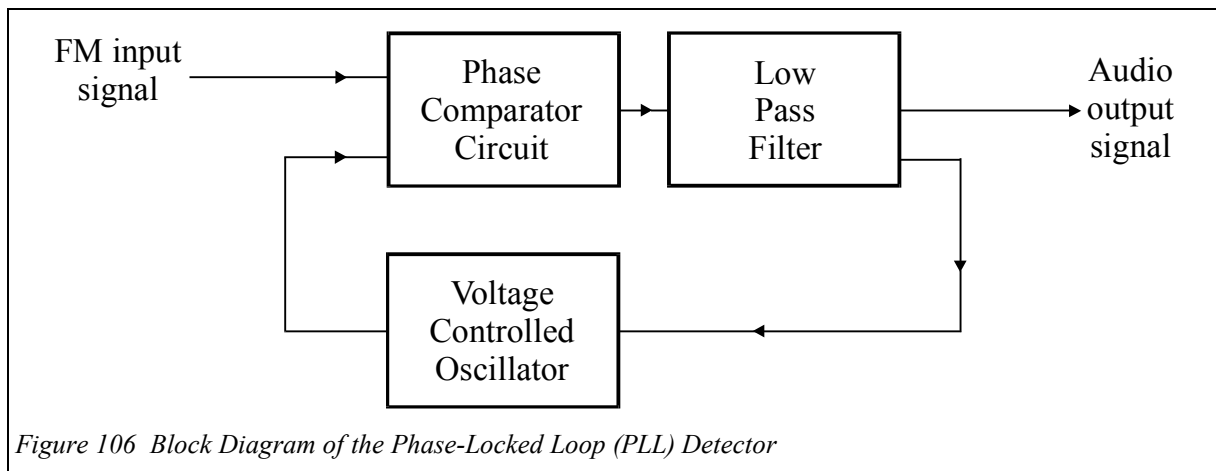 FM input
signal
Phase
Comparator
Circuit
Low
Pass
Filter
Audio
output
signal
Voltage
Controlled
Oscillator
Figure 106 Block Diagram of the Phase-Locked Loop (PLL) Detector